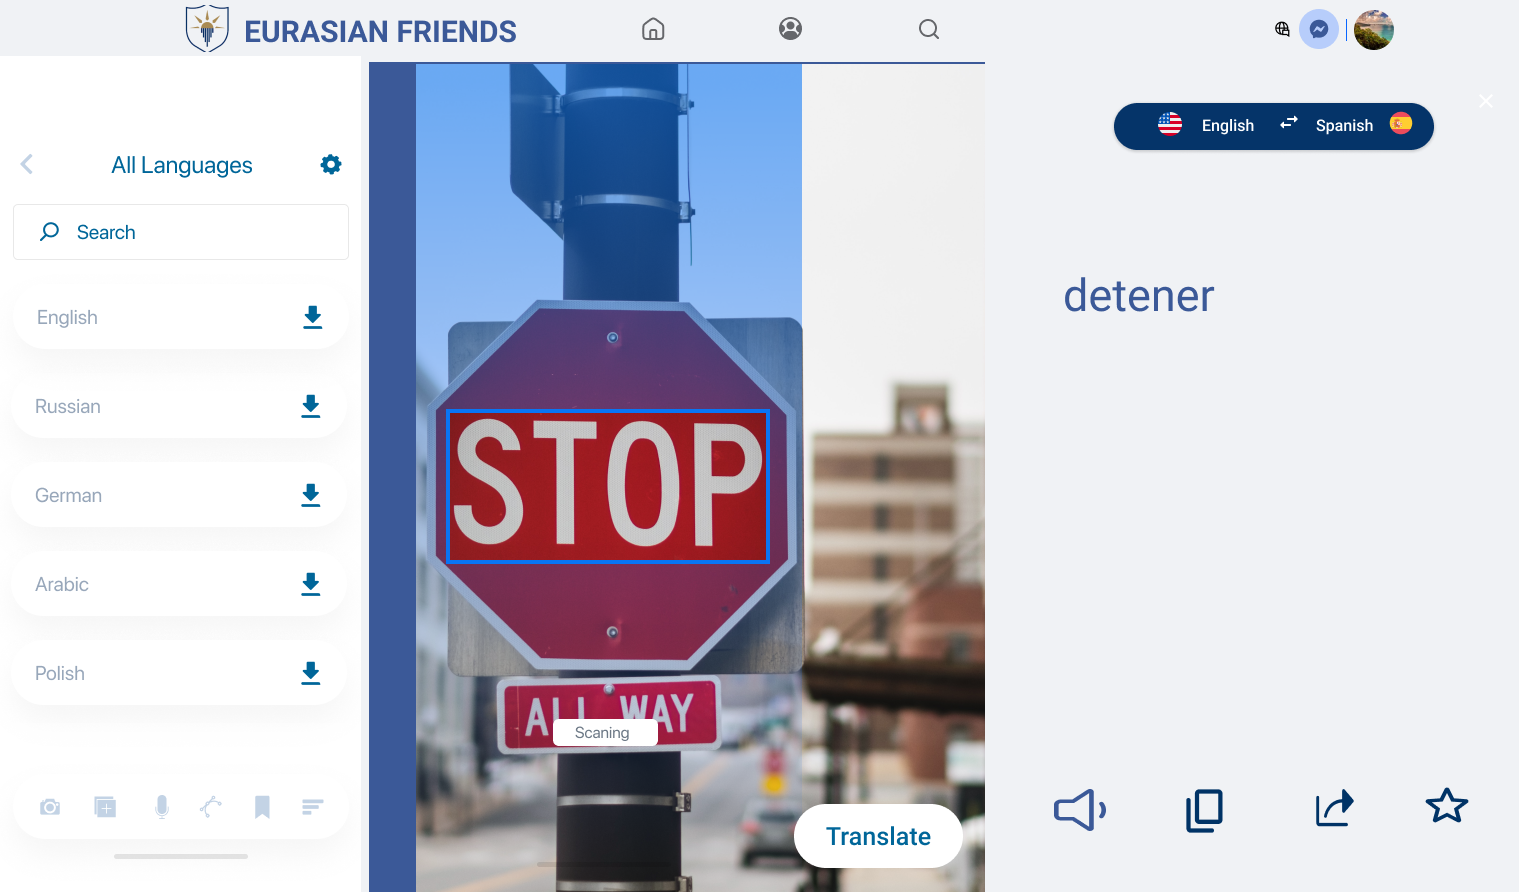 EURASIAN FRIENDS
English
Spanish
All Languages
Search
English
Russian
German
Arabic
Polish
STOP
ALL WAY
Scaning
Translate
detener